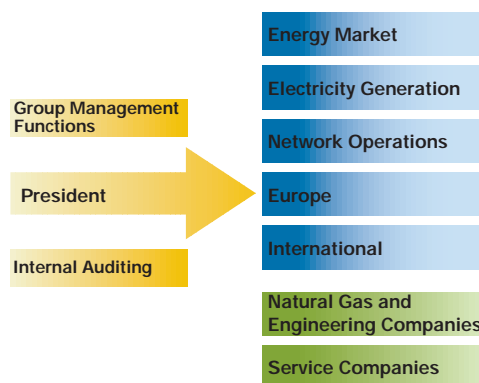 Group Management
Functions
President
Internal Auditing
Energy Market
Electricity Generation
Network Operations
Europe
International
Natural Gas and
Engineering Companies
Service Companies